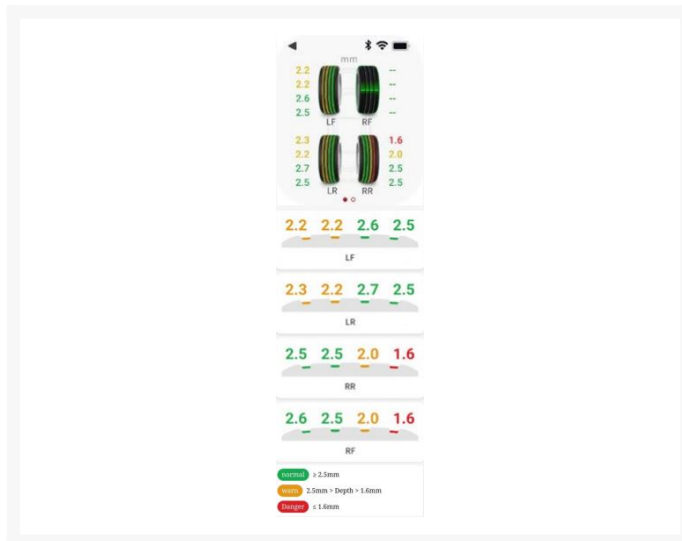 mm
2.2 --
2.2 --
2.6 --
2.5 --
LF RF
2.3 1.6
2.2 2.0
2.7 2.5
2.5 2.5
LR RR
2.2 2.2 2.6 2.5
LF
2.3 2.2 2.7 2.5
LR
2.5 2.5 2.0 1.6
RR
2.6 2.5 2.0 1.6
RF
normal ≥ 2.5mm
warn 2.5mm > Depth > 1.6mm
Danger ≤ 1.6mm